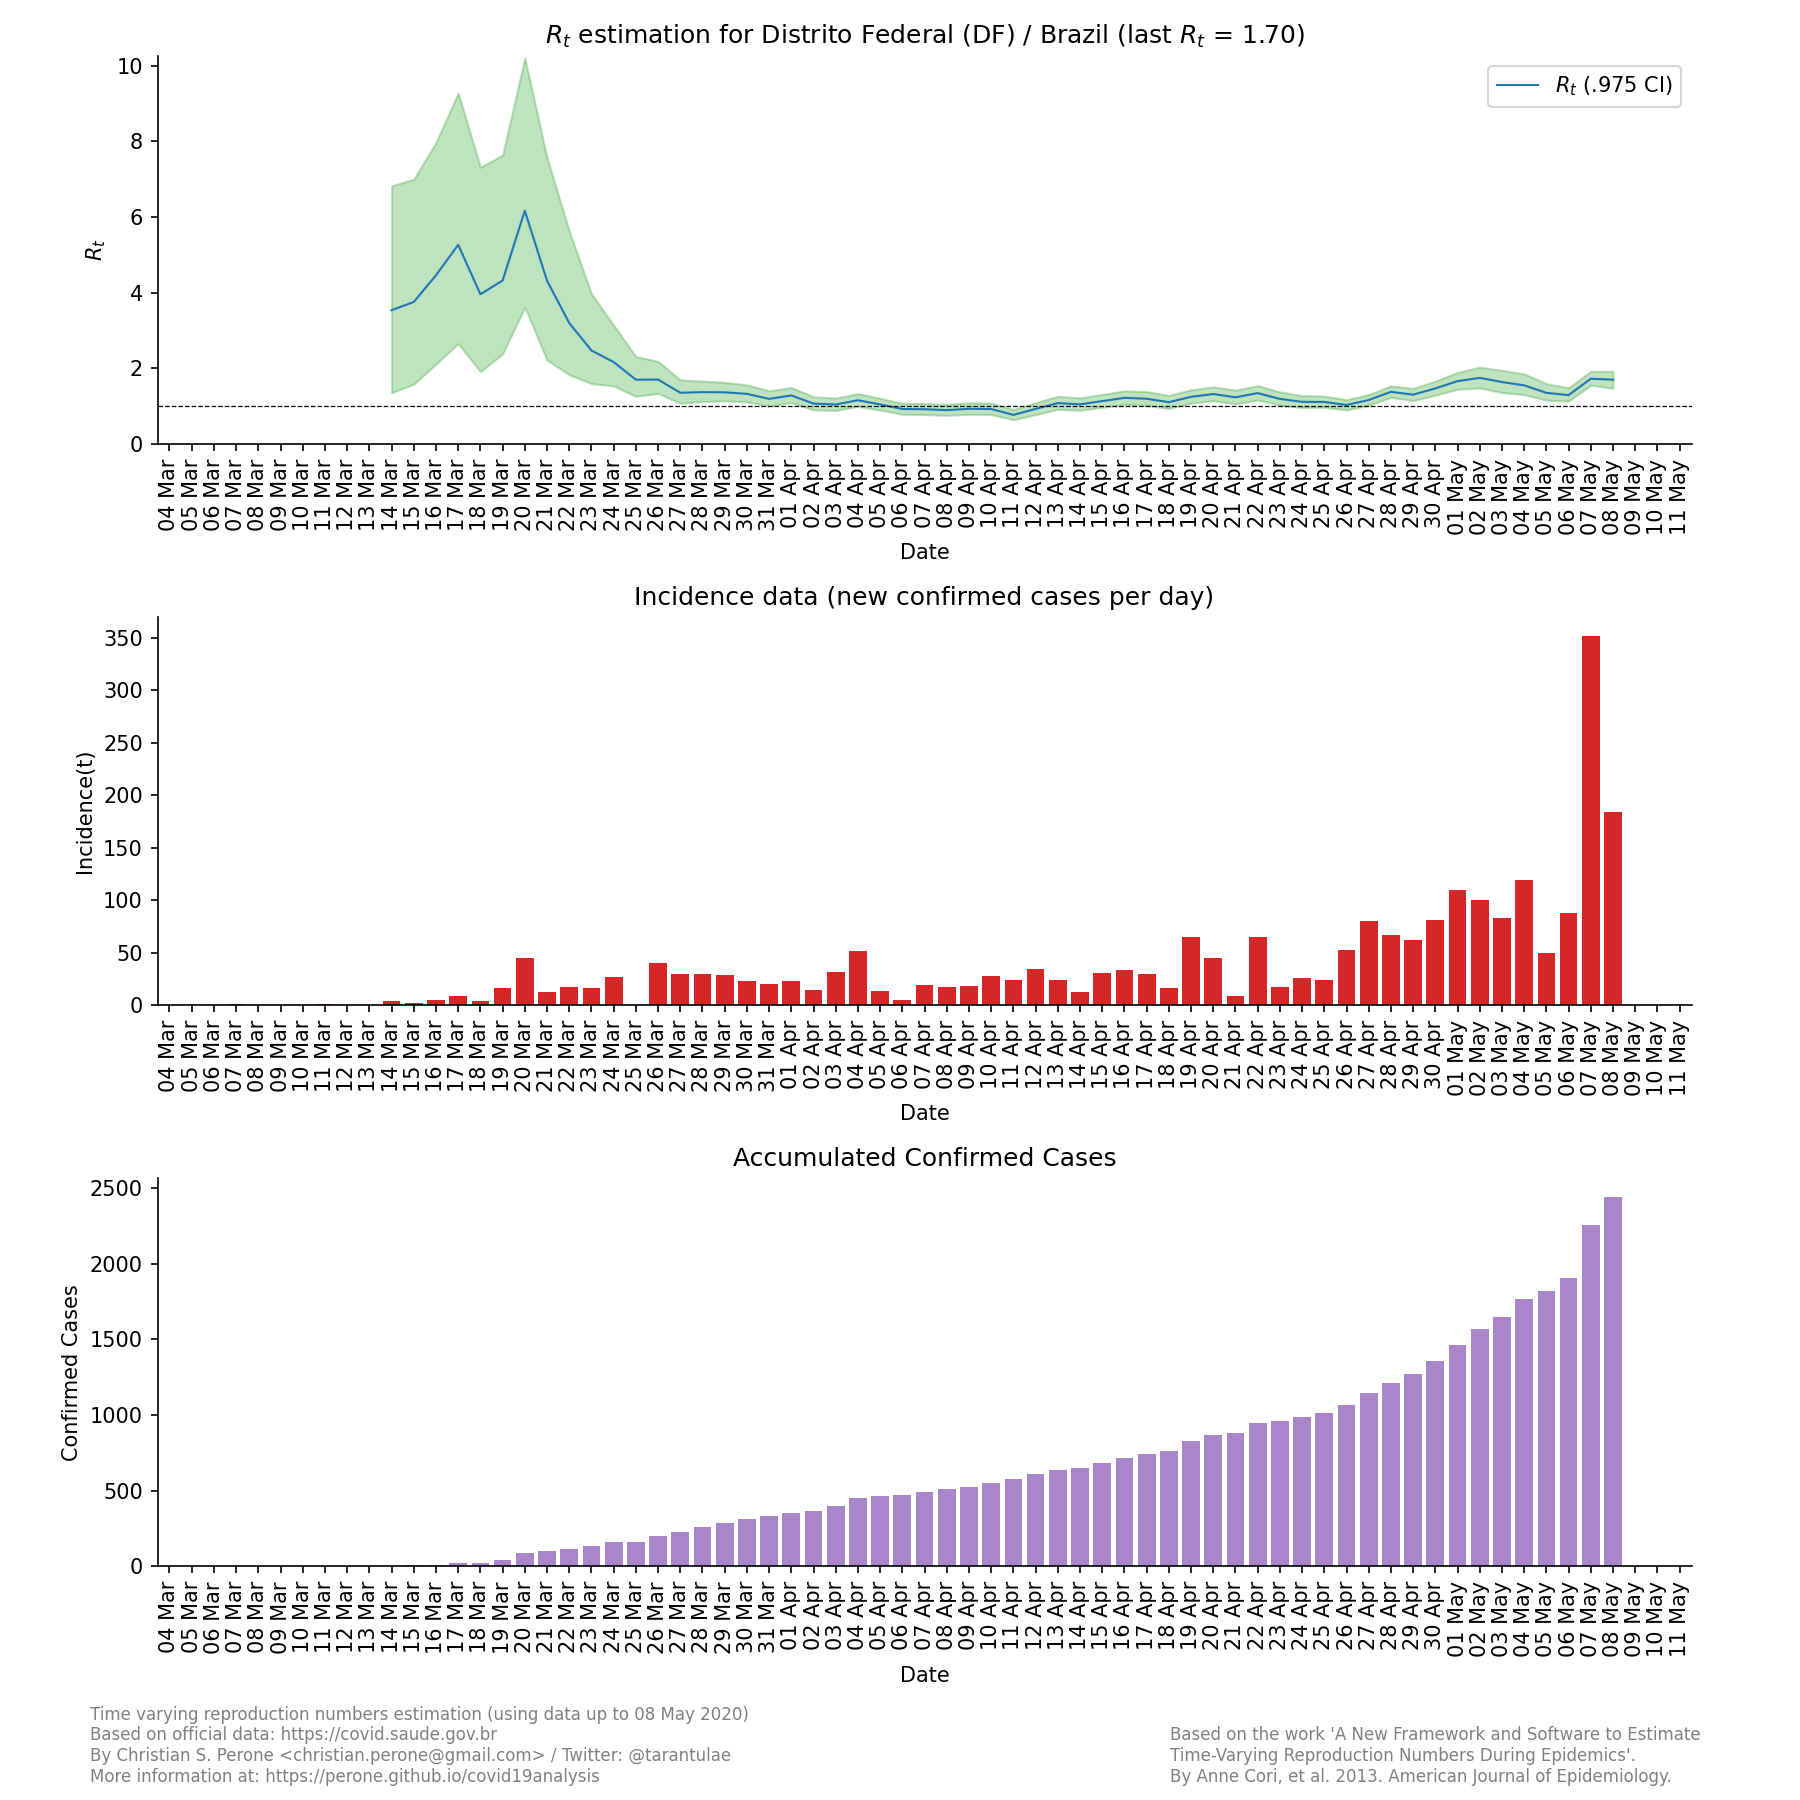 Rt estimation for Distrito Federal (DF) / Brazil (last Rt = 1.70)
Rt (.975 CI)
Rt
10
8
6
4
2
0
04 Mar 05 Mar 06 Mar 07 Mar 08 Mar 09 Mar 10 Mar 11 Mar 12 Mar 13 Mar 14 Mar 15 Mar 16 Mar 17 Mar 18 Mar 19 Mar 20 Mar 21 Mar 22 Mar 23 Mar 24 Mar 25 Mar 26 Mar 27 Mar 28 Mar 29 Mar 30 Mar 31 Mar 01 Apr 02 Apr 03 Apr 04 Apr 05 Apr 06 Apr 07 Apr 08 Apr 09 Apr 10 Apr 11 Apr 12 Apr 13 Apr 14 Apr 15 Apr 16 Apr 17 Apr 18 Apr 19 Apr 20 Apr 21 Apr 22 Apr 23 Apr 24 Apr 25 Apr 26 Apr 27 Apr 28 Apr 29 Apr 30 Apr 01 May 02 May 03 May 04 May 05 May 06 May 07 May 08 May 09 May 10 May 11 May
Date
Incidence data (new confirmed cases per day)
Incidence(t)
350
300
250
200
150
100
50
0
04 Mar 05 Mar 06 Mar 07 Mar 08 Mar 09 Mar 10 Mar 11 Mar 12 Mar 13 Mar 14 Mar 15 Mar 16 Mar 17 Mar 18 Mar 19 Mar 20 Mar 21 Mar 22 Mar 23 Mar 24 Mar 25 Mar 26 Mar 27 Mar 28 Mar 29 Mar 30 Mar 31 Mar 01 Apr 02 Apr 03 Apr 04 Apr 05 Apr 06 Apr 07 Apr 08 Apr 09 Apr 10 Apr 11 Apr 12 Apr 13 Apr 14 Apr 15 Apr 16 Apr 17 Apr 18 Apr 19 Apr 20 Apr 21 Apr 22 Apr 23 Apr 24 Apr 25 Apr 26 Apr 27 Apr 28 Apr 29 Apr 30 Apr 01 May 02 May 03 May 04 May 05 May 06 May 07 May 08 May 09 May 10 May 11 May
Date
Accumulated Confirmed Cases
Confirmed Cases
2500
2000
1500
1000
500
0
04 Mar 05 Mar 06 Mar 07 Mar 08 Mar 09 Mar 10 Mar 11 Mar 12 Mar 13 Mar 14 Mar 15 Mar 16 Mar 17 Mar 18 Mar 19 Mar 20 Mar 21 Mar 22 Mar 23 Mar 24 Mar 25 Mar 26 Mar 27 Mar 28 Mar 29 Mar 30 Mar 31 Mar 01 Apr 02 Apr 03 Apr 04 Apr 05 Apr 06 Apr 07 Apr 08 Apr 09 Apr 10 Apr 11 Apr 12 Apr 13 Apr 14 Apr 15 Apr 16 Apr 17 Apr 18 Apr 19 Apr 20 Apr 21 Apr 22 Apr 23 Apr 24 Apr 25 Apr 26 Apr 27 Apr 28 Apr 29 Apr 30 Apr 01 May 02 May 03 May 04 May 05 May 06 May 07 May 08 May 09 May 10 May 11 May
Date
Time varying reproduction numbers estimation (using data up to 08 May 2020)
Based on official data: https://covid.saude.gov.br
By Christian S. Perone <christian.perone@gmail.com> / Twitter: @tarantulae
More information at: https://perone.github.io/covid19analysis
Based on the work 'A New Framework and Software to Estimate
Time-Varying Reproduction Numbers During Epidemics'.
By Anne Cori, et al. 2013. American Journal of Epidemiology.